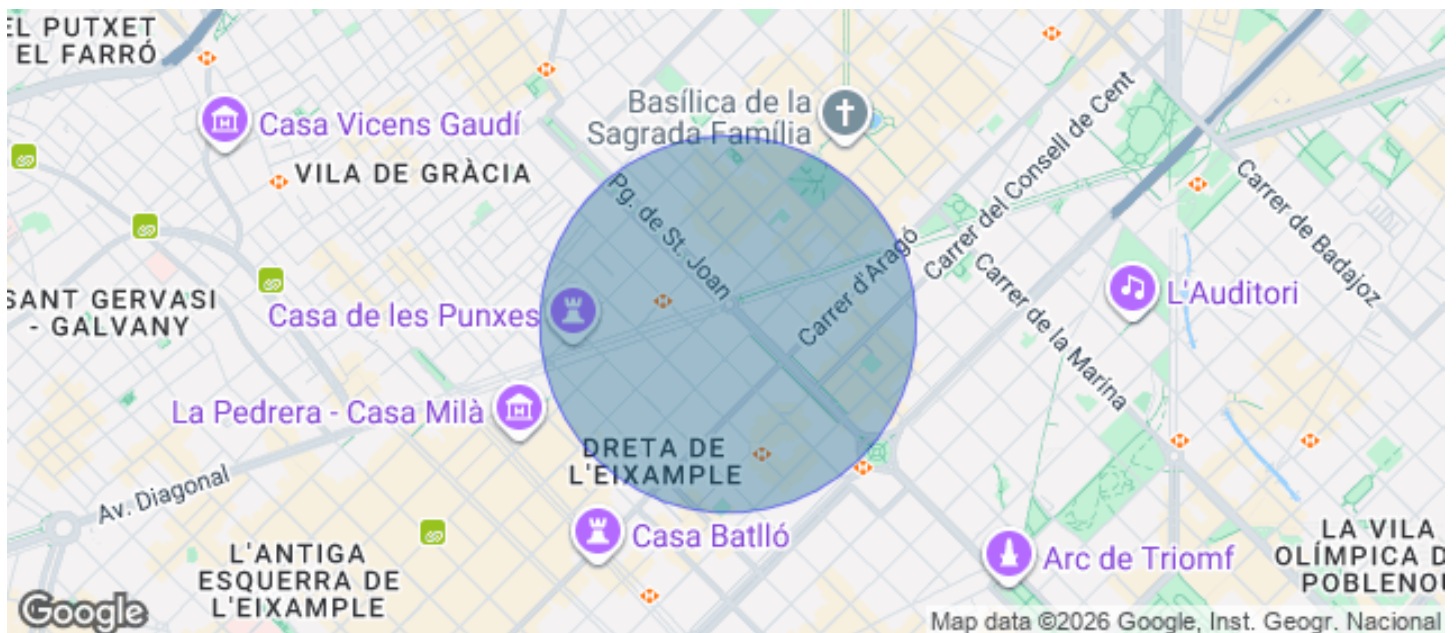 EL PUTXET
EL FARRÓ
Casa Vicens Gaudí
VILA DE GRÀCIA
Basílica de la
Sagrada Família
Pg. de St. Joan
Carrer del Consell de Cent
Carrer d'Aragó
Carrer de Badajoz
Carrer de la Marina
SANT GERVASI
- GALVANY
Casa de les Punxes
L'Auditori
La Pedrera - Casa Milà
DRETA DE
L'EIXAMPLE
Av. Diagonal
Casa Batlló
Arc de Triomf
L'ANTIGA
ESQUERRA DE
L'EIXAMPLE
LA VILA
OLÍMPICA D
POBLENOU
Google
Map data ©2026 Google, Inst. Geogr. Nacional